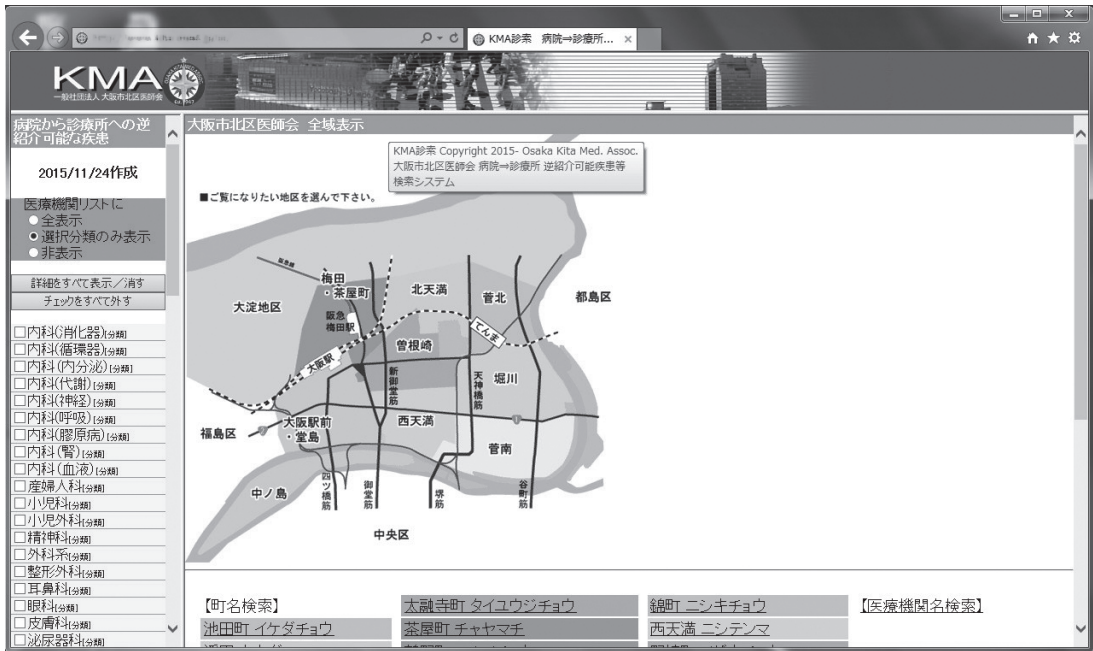 KMA診索 病院⇒診療所...
KMA
一般社団法人 大阪市北区医師会
病院から診療所への逆
紹介可能な疾患
2015/11/24作成
医療機関リストに
全表示
選択分類のみ表示
非表示
詳細をすべて表示／消す
チェックをすべて外す
内科(消化器)[分類]
内科(循環器)[分類]
内科(内分泌)[分類]
内科(代謝)[分類]
内科(神経)[分類]
内科(呼吸)[分類]
内科(膠原病)[分類]
内科(腎)[分類]
内科(血液)[分類]
産婦人科[分類]
小児科[分類]
小児外科[分類]
精神科[分類]
外科系[分類]
整形外科[分類]
耳鼻科[分類]
眼科[分類]
皮膚科[分類]
泌尿器科[分類]
大阪市北区医師会 全域表示
KMA診索 Copyright 2015- Osaka Kita Med. Assoc.
大阪市北区医師会 病院⇒診療所 逆紹介可能疾患等
検索システム
■ご覧になりたい地区を選んで下さい。
梅田
・茶屋町
北天満
菅北
都島区
大淀地区
阪急
梅田駅
てんま
曽根崎
大阪駅
新御堂筋
天神橋筋
堀川
大阪駅前
・堂島
西天満
福島区
菅南
中ノ島
四ツ橋筋
御堂筋
堺筋
谷町筋
中央区
【町名検索】
太融寺町 タイユウジチョウ
錦町 ニシキチョウ
【医療機関名検索】
池田町 イケダチョウ
茶屋町 チャヤマチ
西天満 ニシテンマ